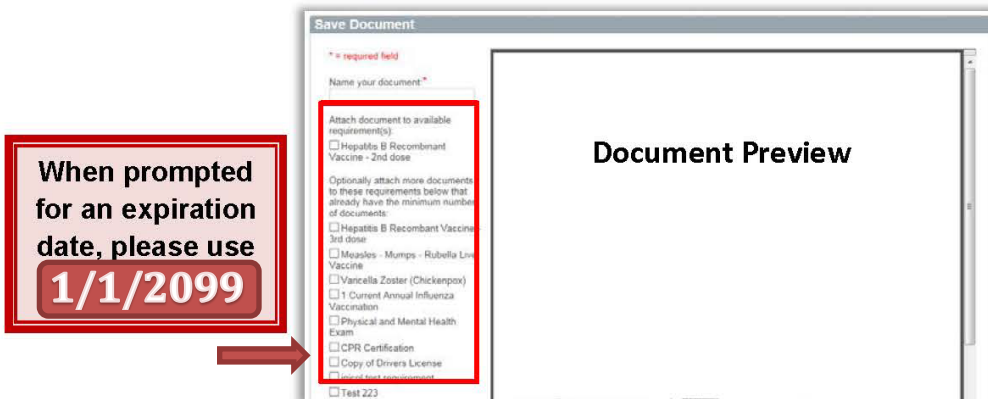 Save Document
* = required field
Name your document:*
When prompted
for an expiration
date, please use
1/1/2099
Attach document to available
requirement(s):
Hepatitis B Recombinant
Vaccine - 2nd dose
Optionally attach more documents
to these requirements below that
already have the minimum number
of documents:
Hepatitis B Recombant Vaccine -
3rd dose
Measles - Mumps - Rubella Live
Vaccine
Varicella Zoster (Chickenpox)
1 Current Annual Influenza
Vaccination
Physical and Mental Health
Exam
CPR Certification
Copy of Drivers License
test requirement
Test 223
Document Preview